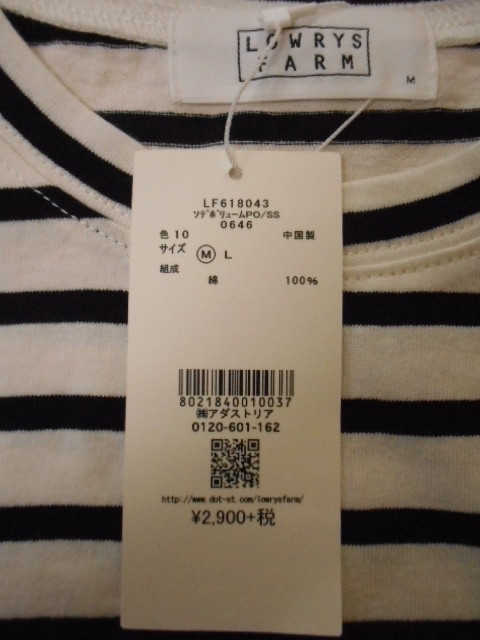 LOWRYS
FARM
M
LF618043
ソデボリュームPO/SS
0646
色 10 中国製
サイズ Ⓜ L
組成
綿 100%
8021840010037
㈱アダストリア
0120-601-162
http://www.dot-st.com/lowrysfarm/
¥2,900+税